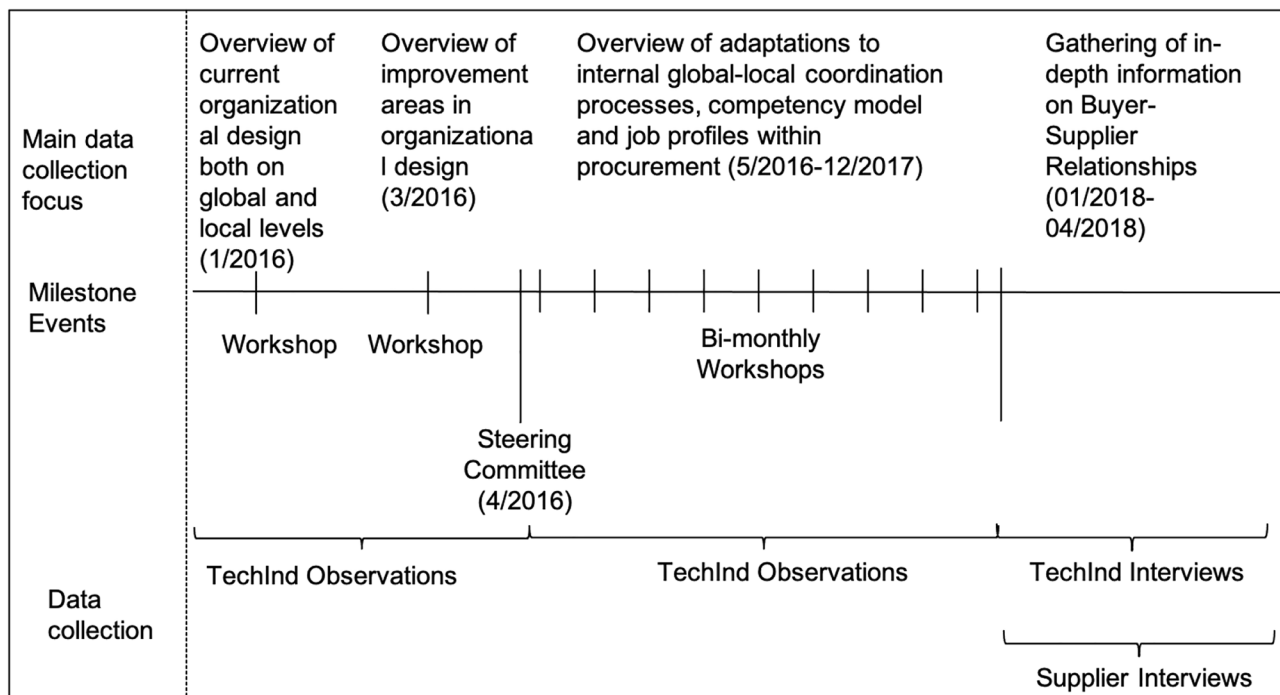 Main data
collection
focus
Overview of
current
organization
al design
both on
global and
local levels
(1/2016)
Overview of
improvement
areas in
organizationa
l design
(3/2016)
Overview of adaptations to
internal global-local coordination
processes, competency model
and job profiles within
procurement (5/2016-12/2017)
Gathering of in-
depth information
on Buyer-
Supplier
Relationships
(01/2018-
04/2018)
Milestone
Events
Workshop
Workshop
Bi-monthly
Workshops
Steering
Committee
(4/2016)
Data
collection
TechInd Observations
TechInd Observations
TechInd Interviews
Supplier Interviews